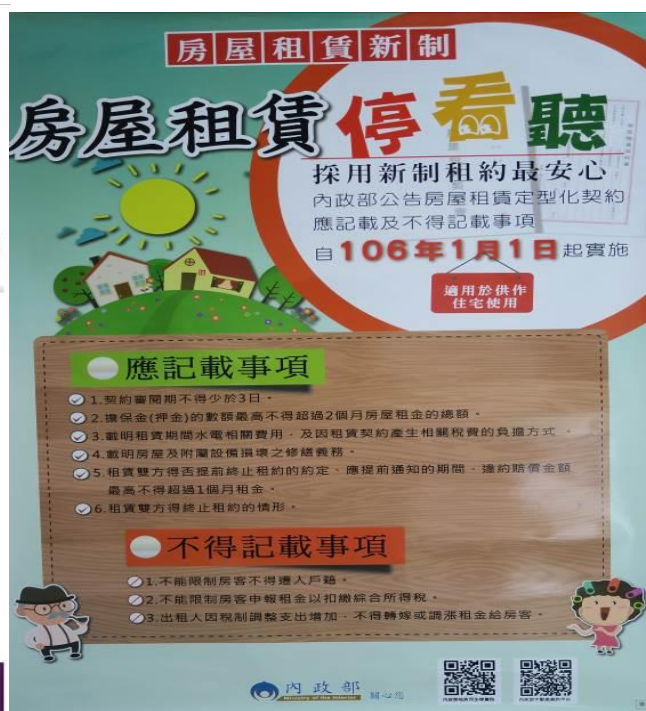 房屋租賃新制
房屋租賃停看聽
採用新制租約最安心
內政部公告房屋租賃定型化契約
應記載及不得記載事項
自106年1月1日起實施
適用於供作
住宅使用
應記載事項
1.契約審閱期不得少於3日。
2.擔保金(押金)的數額最高不得超過2個月房屋租金的總額。
3.載明租賃期間水電相關費用，及因租賃契約產生相關稅費的負擔方式。
4.載明房屋及附屬設備損壞之修繕義務。
5.租賃雙方得否提前終止租約的約定、應提前通知的期間、違約賠償金額
最高不得超過1個月租金。
6.租賃雙方得終止租約的情形。
不得記載事項
1.不能限制房客不得遷入戶籍。
2.不能限制房客申報租金以扣繳綜合所得稅。
3.出租人因稅制調整支出增加，不得轉嫁或調漲租金給房客。
內政部 關心您
Ministry of the Interior